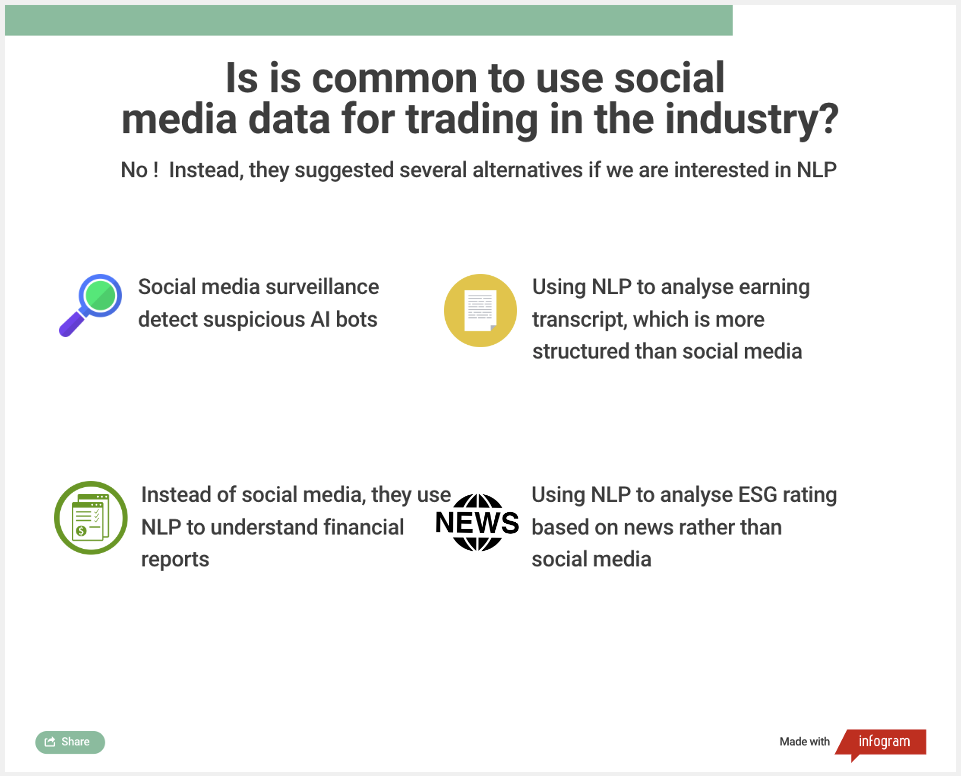 Is is common to use social
media data for trading in the industry?
No ! Instead, they suggested several alternatives if we are interested in NLP
Social media surveillance
detect suspicious AI bots
Using NLP to analyse earning
transcript, which is more
structured than social media
Instead of social media, they use
NLP to understand financial
reports
NEWS
Using NLP to analyse ESG rating
based on news rather than
social media
Share
Made with
infogram